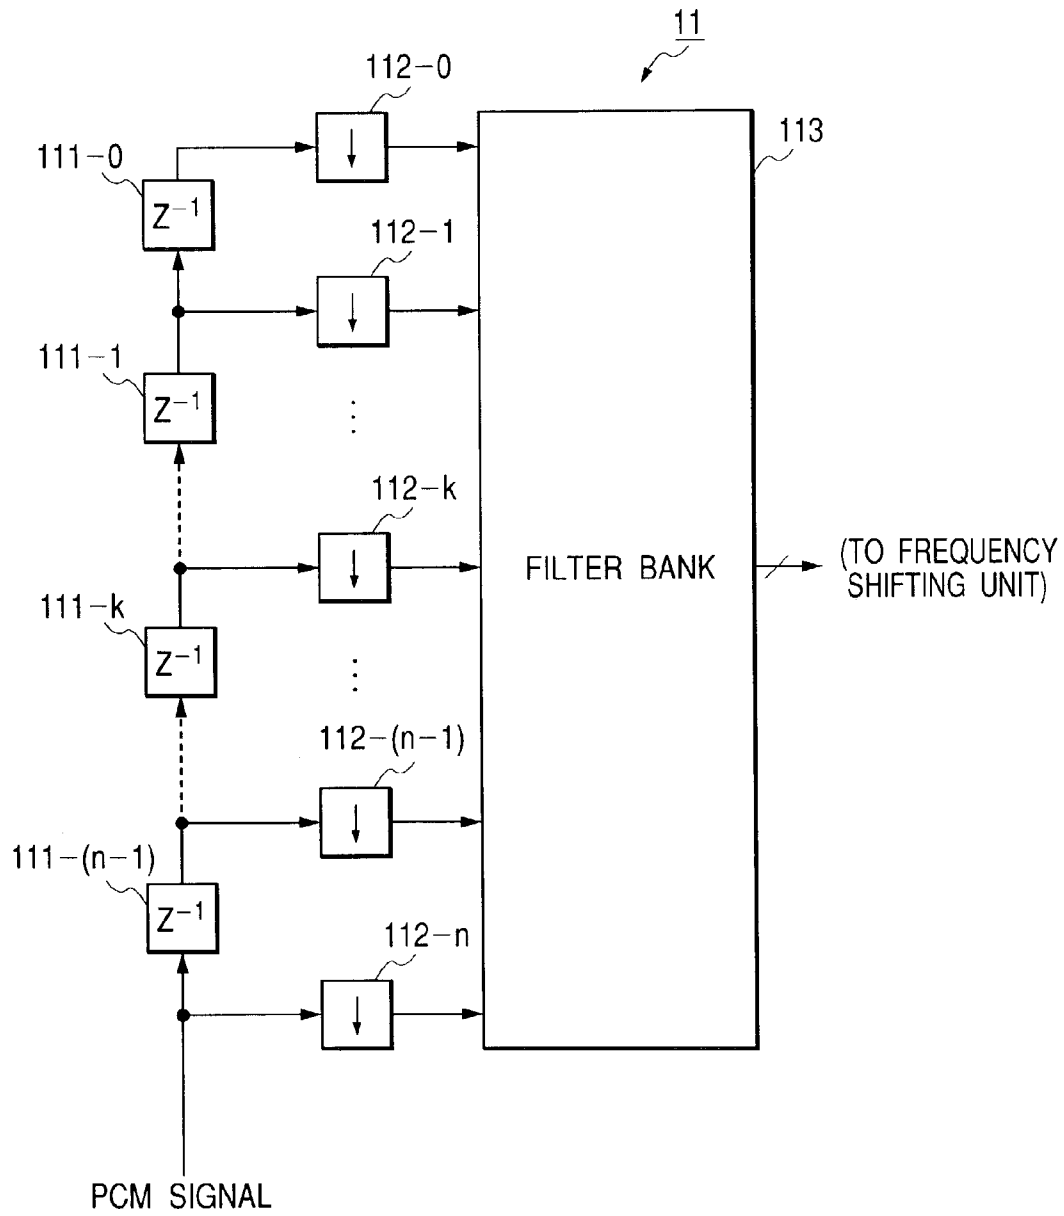 11
112-0
113
111-0
Z⁻¹
112-1
111-1
Z⁻¹
112-k
FILTER BANK
(TO FREQUENCY
SHIFTING UNIT)
111-k
Z⁻¹
112-(n-1)
111-(n-1)
Z⁻¹
112-n
PCM SIGNAL